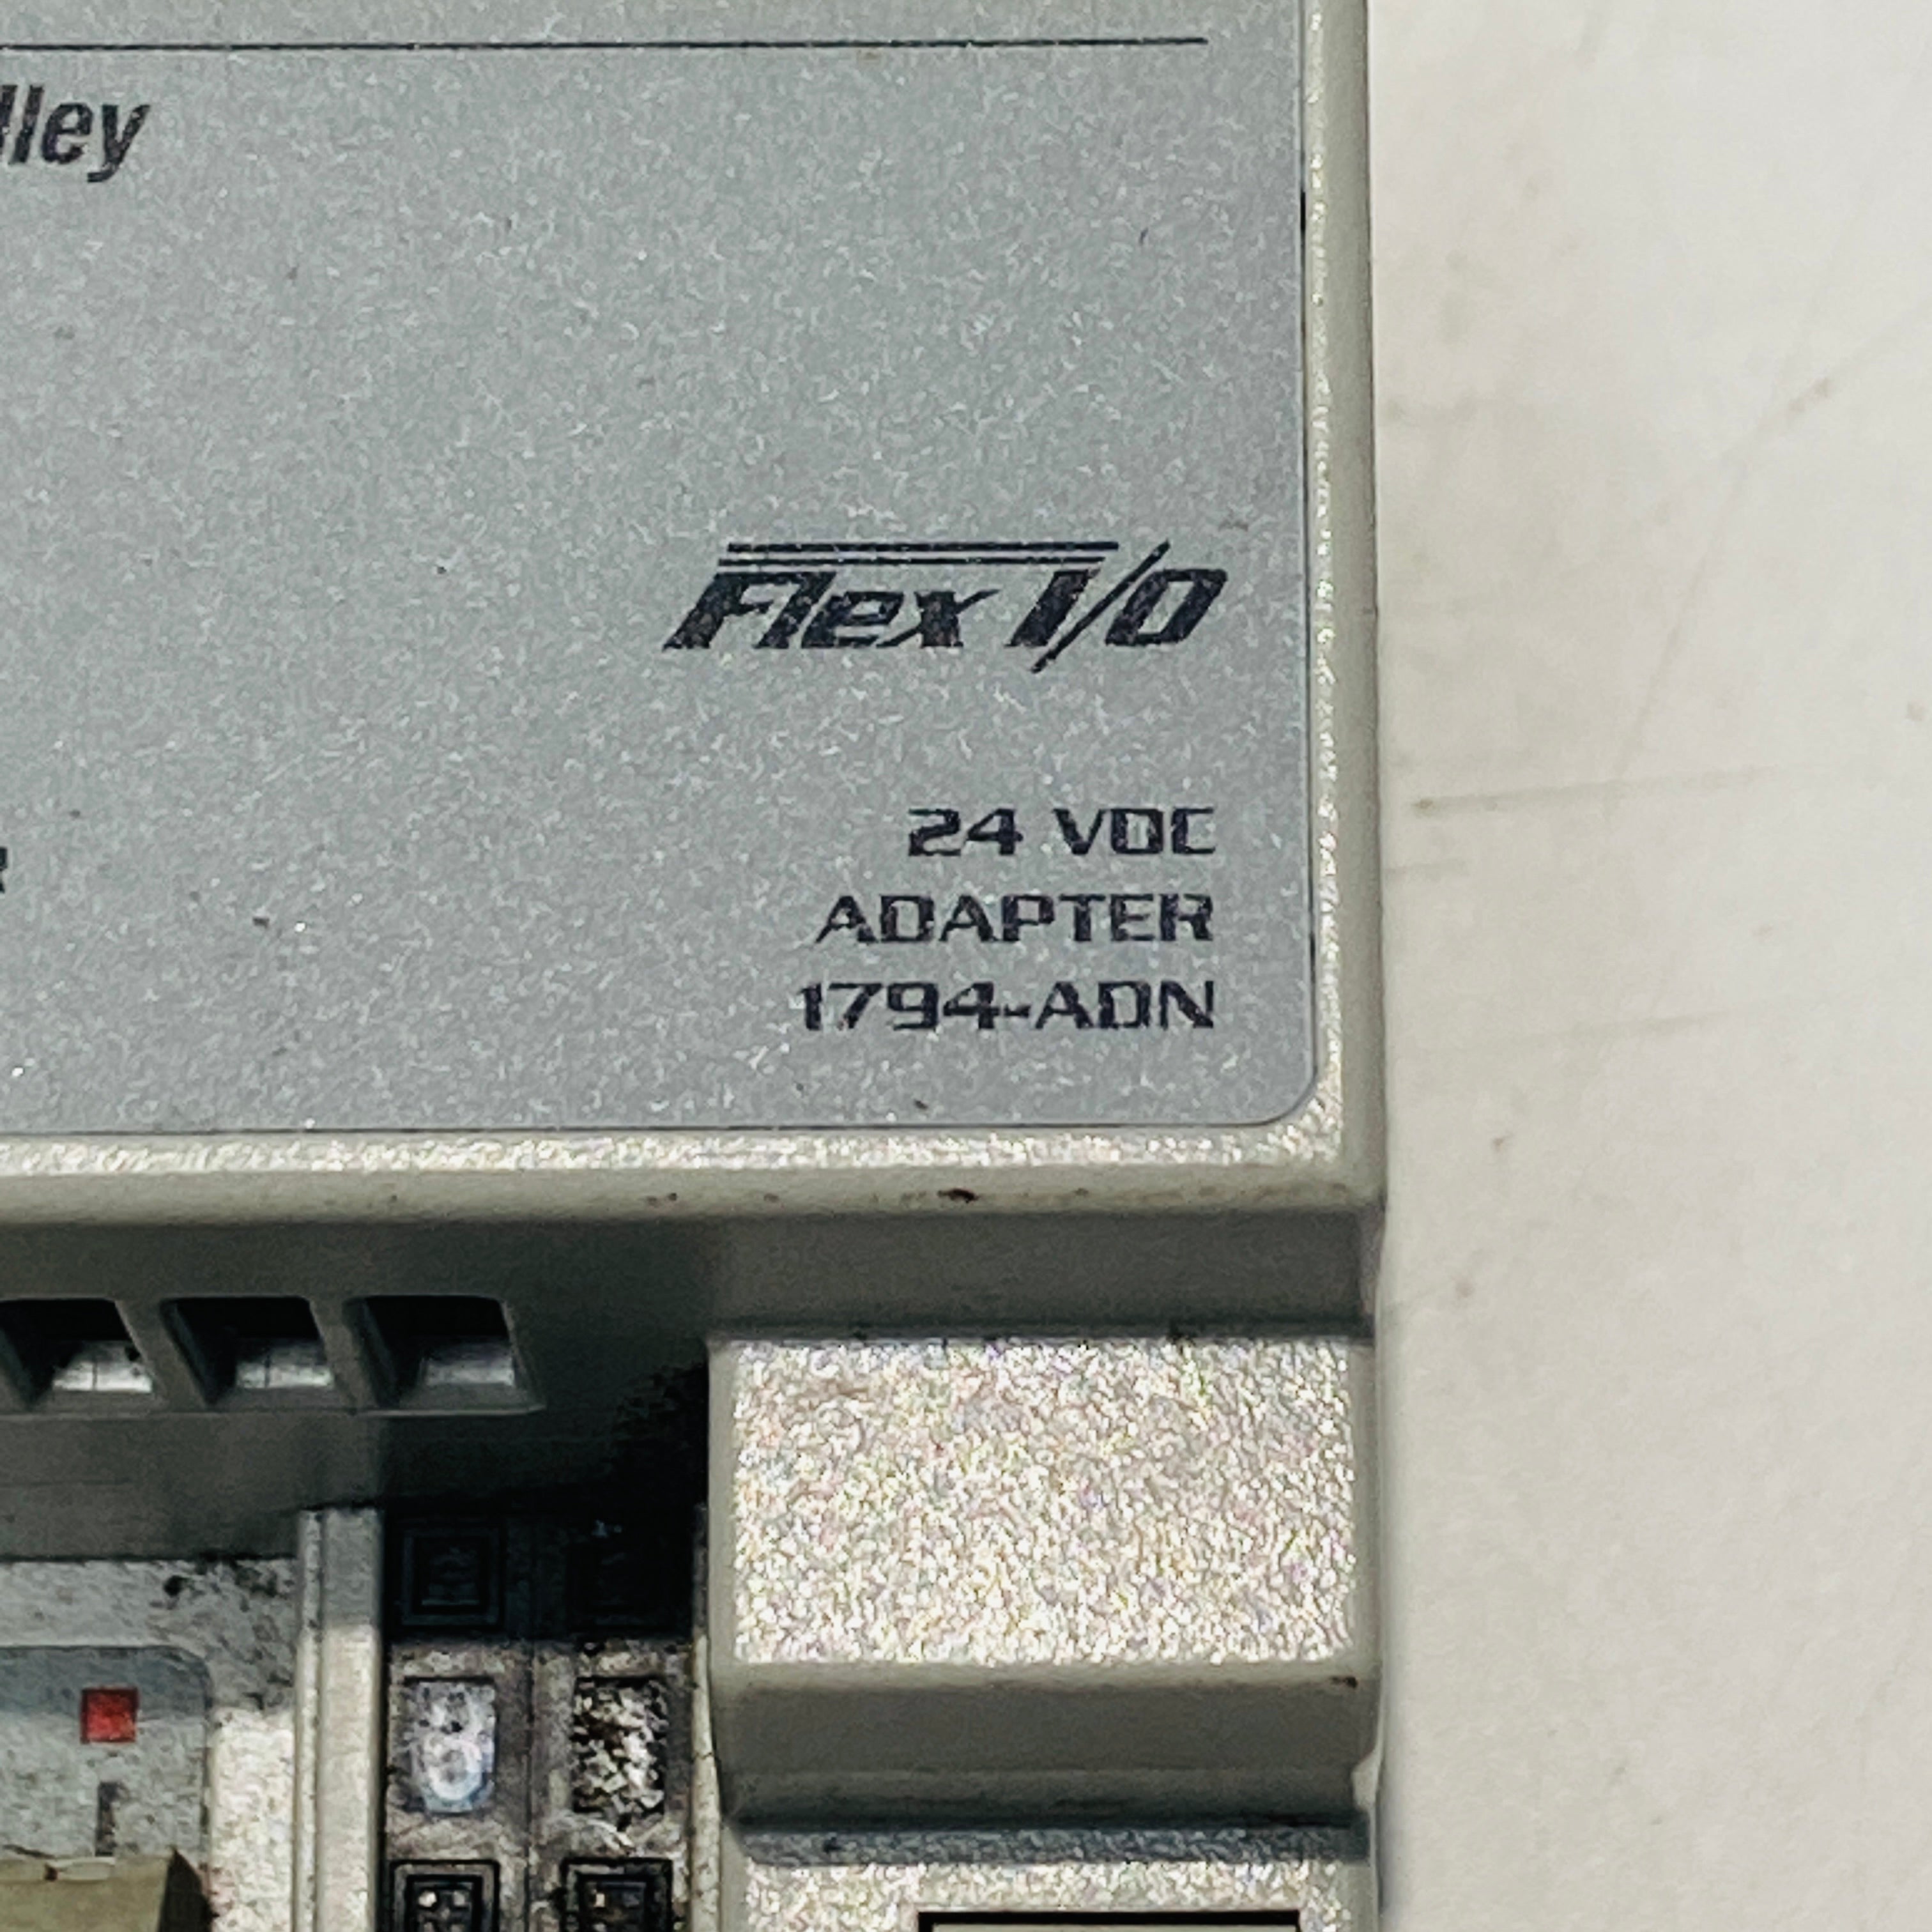 lley
Flex I/O
24 VDC
ADAPTER
1794-ADN